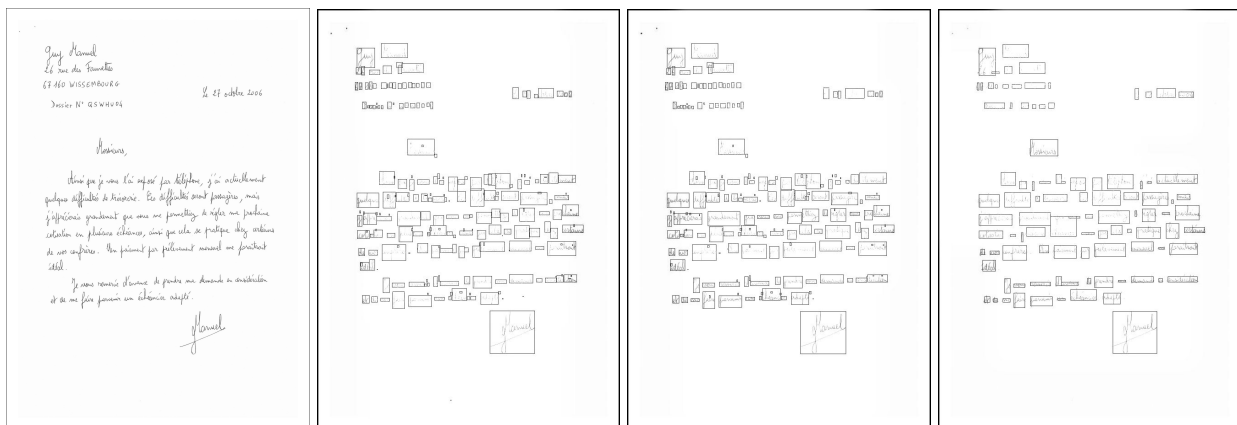 Guy Manuel
26 rue des Fauvettes
67160 WISSEMBOURG
Le 27 octobre 2006
Dossier N° QSWHU04
Messieurs,
Ainsi que je vous l'ai exposé par téléphone, j'ai actuellement
quelques difficultés de trésorerie. Ces difficultés seront passagères, mais
j'apprécierais grandement que vous me permettiez de régler ma prochaine
cotisation en plusieurs échéances, ainsi que cela se pratique chez certains
de vos confrères. Un paiement par prélèvement mensuel me paraîtrait
idéal.
Je vous remercie d'avance de prendre ma demande en considération
et de me faire parvenir un échéancier adapté.
Manuel